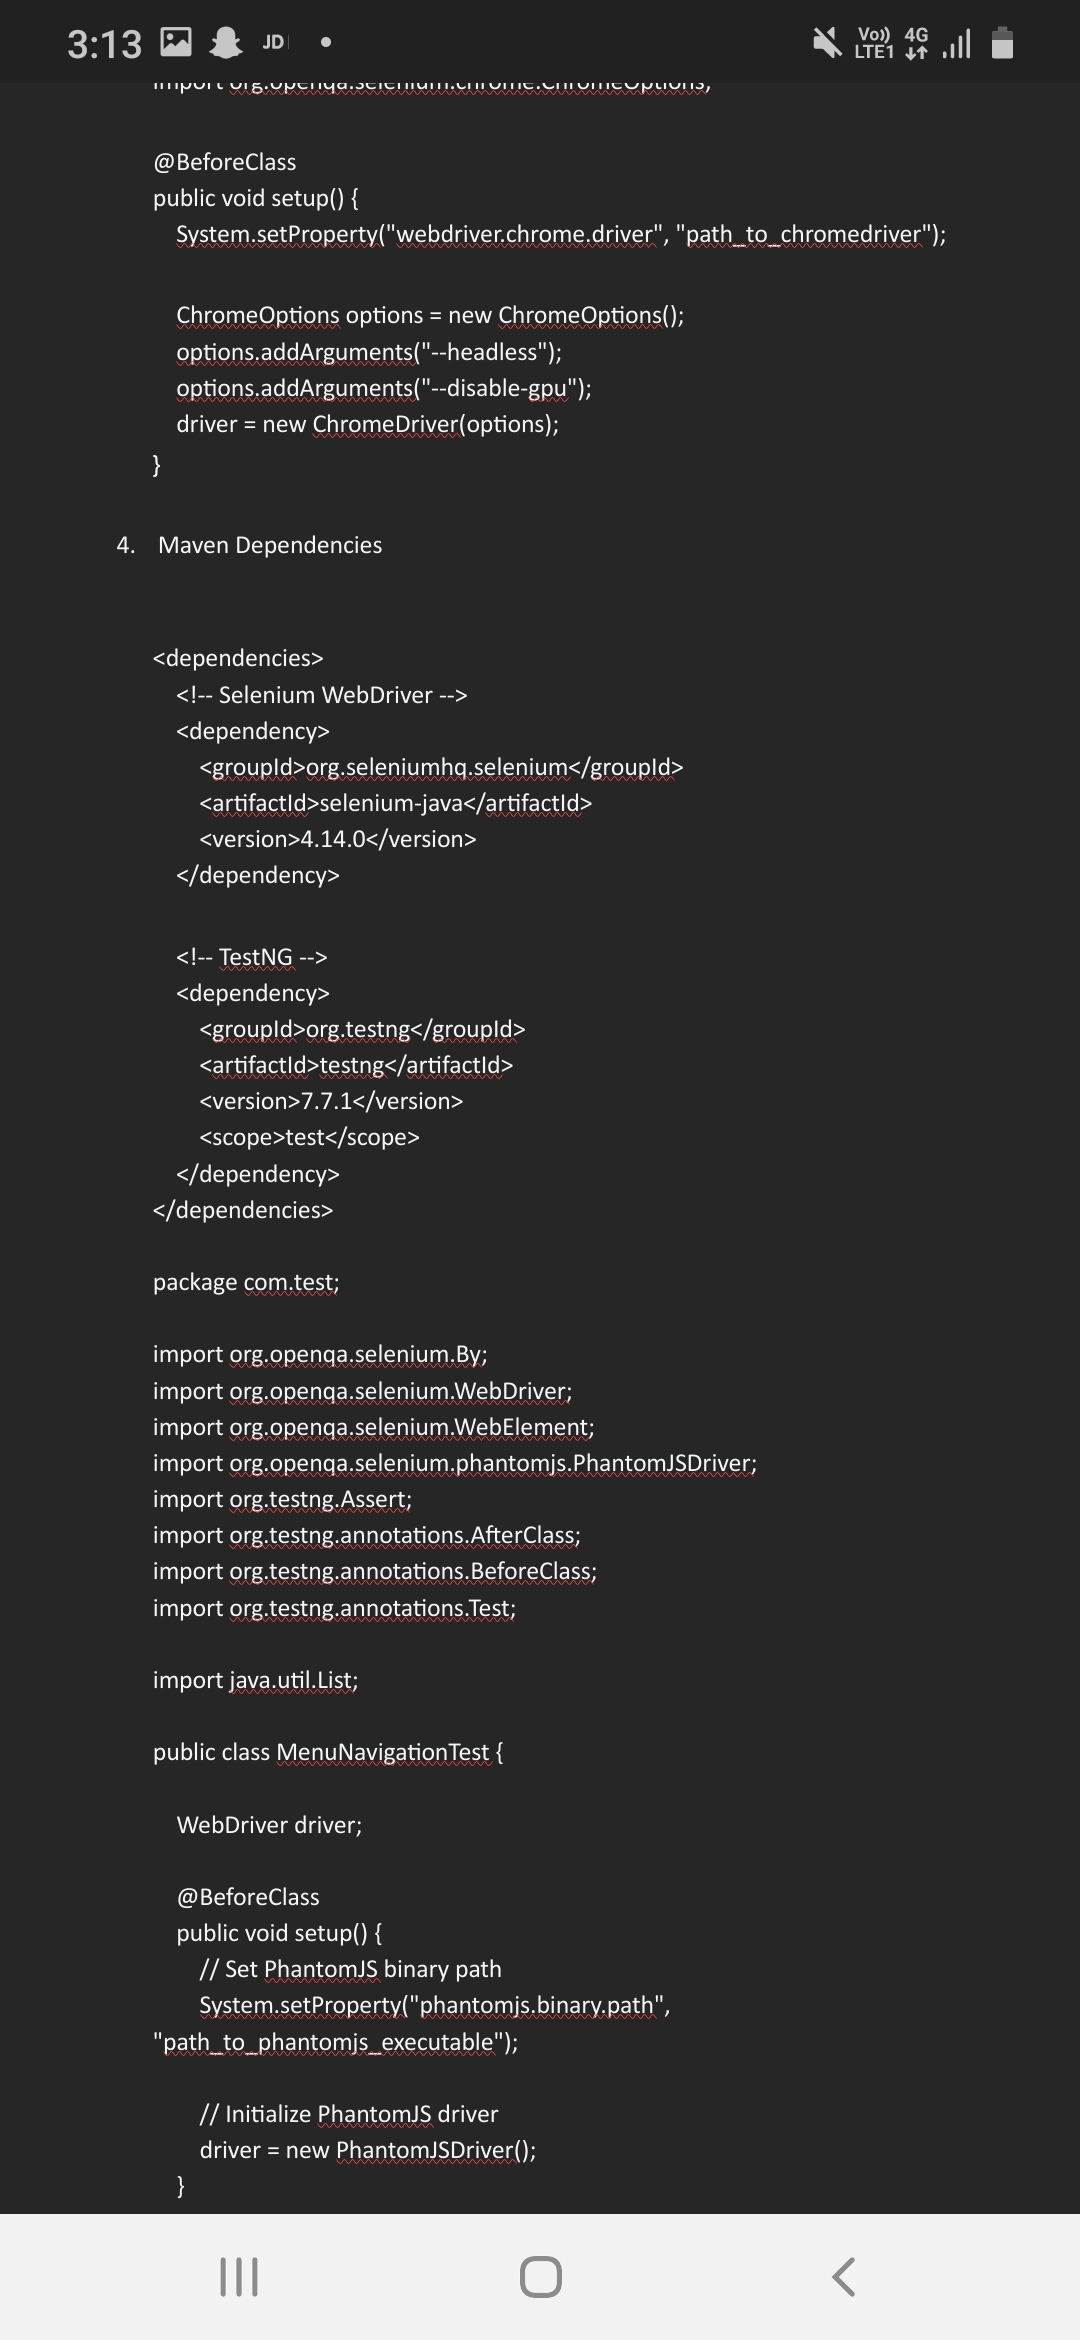 3:13 JD
Vo)) 4G
LTE1
import org.openqa.selenium.chrome.ChromeOptions;
@BeforeClass
public void setup() {
System.setProperty("webdriver.chrome.driver", "path_to_chromedriver");
ChromeOptions options = new ChromeOptions();
options.addArguments("--headless");
options.addArguments("--disable-gpu");
driver = new ChromeDriver(options);
}
4. Maven Dependencies
<dependencies>
<!-- Selenium WebDriver -->
<dependency>
<groupId>org.seleniumhq.selenium</groupId>
<artifactId>selenium-java</artifactId>
<version>4.14.0</version>
</dependency>
<!-- TestNG -->
<dependency>
<groupId>org.testng</groupId>
<artifactId>testng</artifactId>
<version>7.7.1</version>
<scope>test</scope>
</dependency>
</dependencies>
package com.test;
import org.openqa.selenium.By;
import org.openqa.selenium.WebDriver;
import org.openqa.selenium.WebElement;
import org.openqa.selenium.phantomjs.PhantomJSDriver;
import org.testng.Assert;
import org.testng.annotations.AfterClass;
import org.testng.annotations.BeforeClass;
import org.testng.annotations.Test;
import java.util.List;
public class MenuNavigationTest {
WebDriver driver;
@BeforeClass
public void setup() {
// Set PhantomJS binary path
System.setProperty("phantomjs.binary.path",
"path_to_phantomjs_executable");
// Initialize PhantomJS driver
driver = new PhantomJSDriver();
}